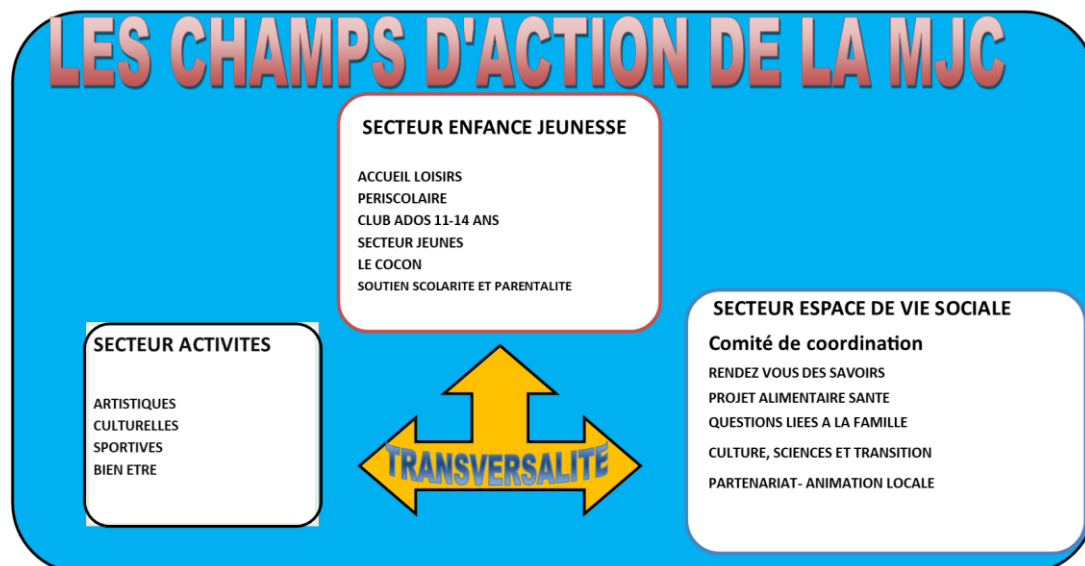 LES CHAMPS D'ACTION DE LA MJC
SECTEUR ENFANCE JEUNESSE
ACCUEIL LOISIRS
PERISCOLAIRE
CLUB ADOS 11-14 ANS
SECTEUR JEUNES
LE COCON
SOUTIEN SCOLARITE ET PARENTALITE
SECTEUR ACTIVITES
ARTISTIQUES
CULTURELLES
SPORTIVES
BIEN ETRE
TRANSVERSALITE
SECTEUR ESPACE DE VIE SOCIALE
Comité de coordination
RENDEZ VOUS DES SAVOIRS
PROJET ALIMENTAIRE SANTE
QUESTIONS LIEES A LA FAMILLE
CULTURE, SCIENCES ET TRANSITION
PARTENARIAT- ANIMATION LOCALE